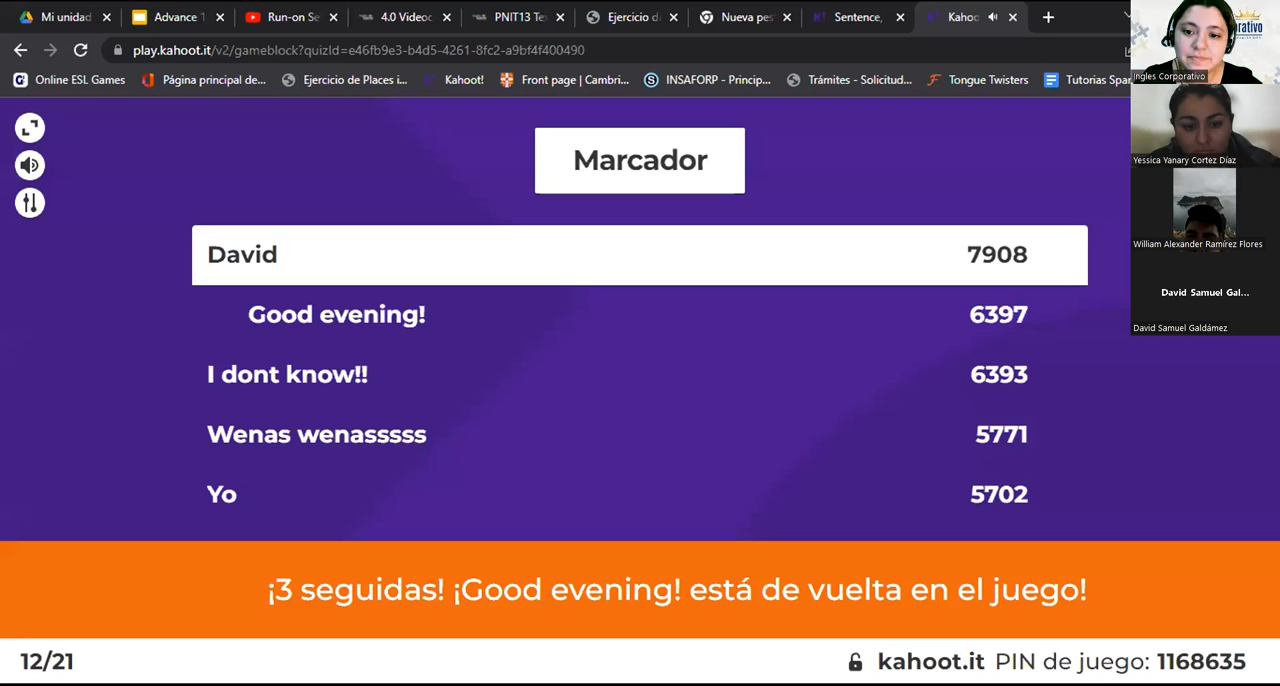 Mi unidad
Advance 1
Run-on Se
4.0 Videoc
PNIT13 Te
Ejercicio d
Nueva pes
Sentence,
Kahoo
play.kahoot.it/v2/gameblock?quizId=e46fb9e3-b4d5-4261-8fc2-a9bf4f400490
Online ESL Games
Página principal de...
Ejercicio de Places i...
Kahoot!
Front page | Cambri...
INSAFORP - Princip...
Trámites - Solicitud...
Tongue Twisters
Tutorias Spar
Ingles Corporativo
Yessica Yanary Cortez Díaz
William Alexander Ramírez Flores
David Samuel Gal...
David Samuel Galdámez
Marcador
David 7908
Good evening! 6397
I dont know!! 6393
Wenas wenasssss 5771
Yo 5702
¡3 seguidas! ¡Good evening! está de vuelta en el juego!
12/21
kahoot.it PIN de juego: 1168635